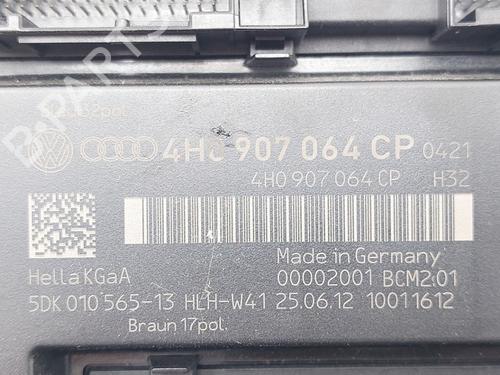 B-PARTS
4H0 907 064 CP 0421
4H0 907 064 CP H32
Made in Germany
Hella KGaA 00002001 BCM2.01
5DK 010 565-13 HLH-W41 25.06.12 10011612
Braun 17pol.